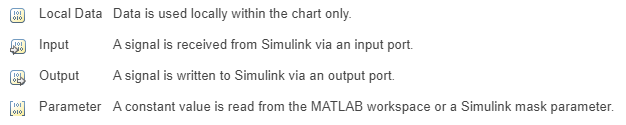 Local Data Data is used locally within the chart only.
Input A signal is received from Simulink via an input port.
Output A signal is written to Simulink via an output port.
Parameter A constant value is read from the MATLAB workspace or a Simulink mask parameter.